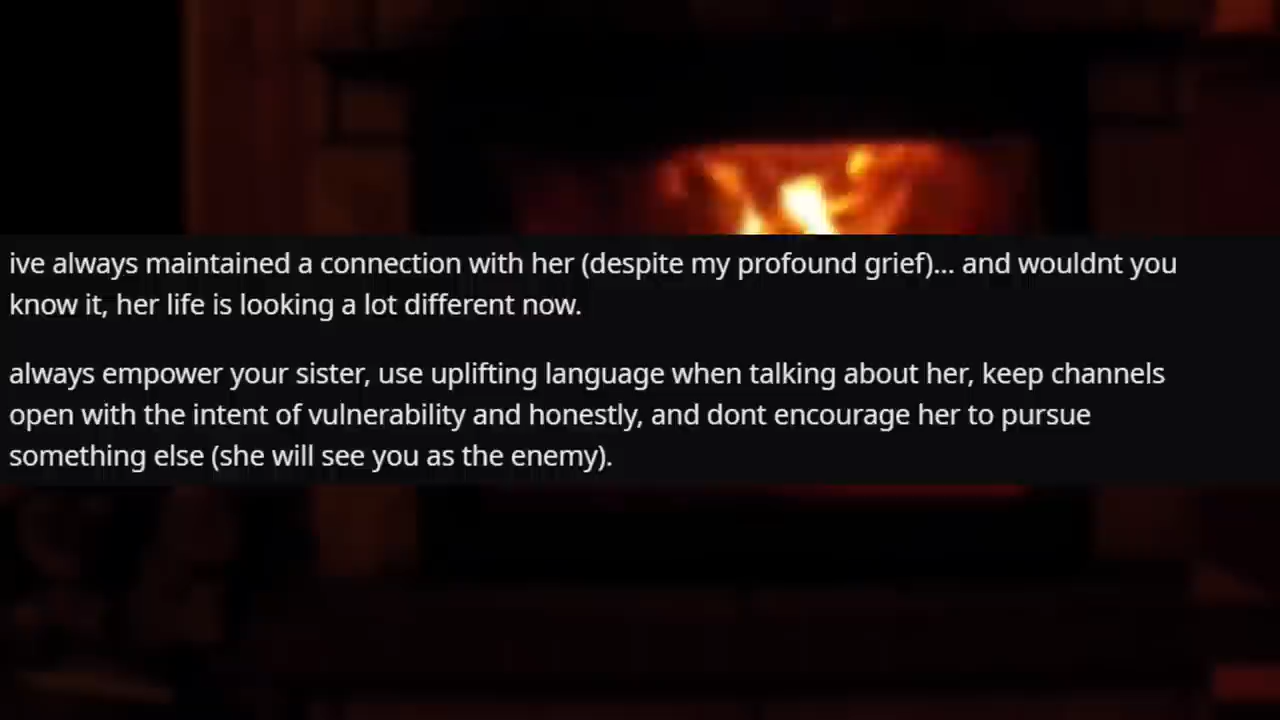 ive always maintained a connection with her (despite my profound grief)... and wouldnt you
know it, her life is looking a lot different now.
always empower your sister, use uplifting language when talking about her, keep channels
open with the intent of vulnerability and honestly, and dont encourage her to pursue
something else (she will see you as the enemy).